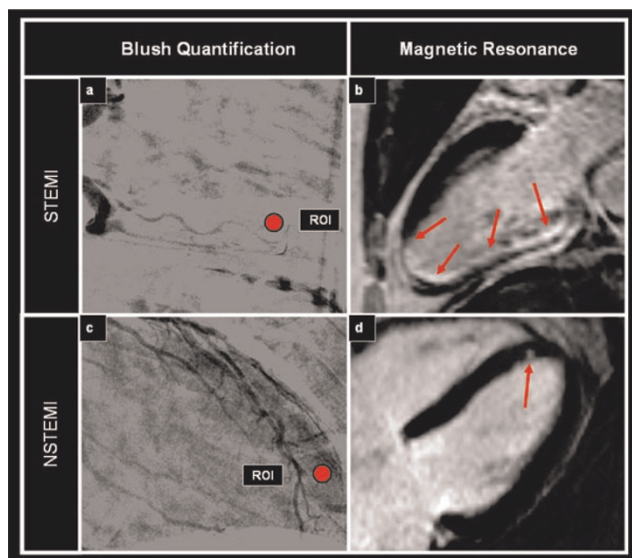 Blush Quantification
Magnetic Resonance
STEMI
a
ROI
b
NSTEMI
c
ROI
d